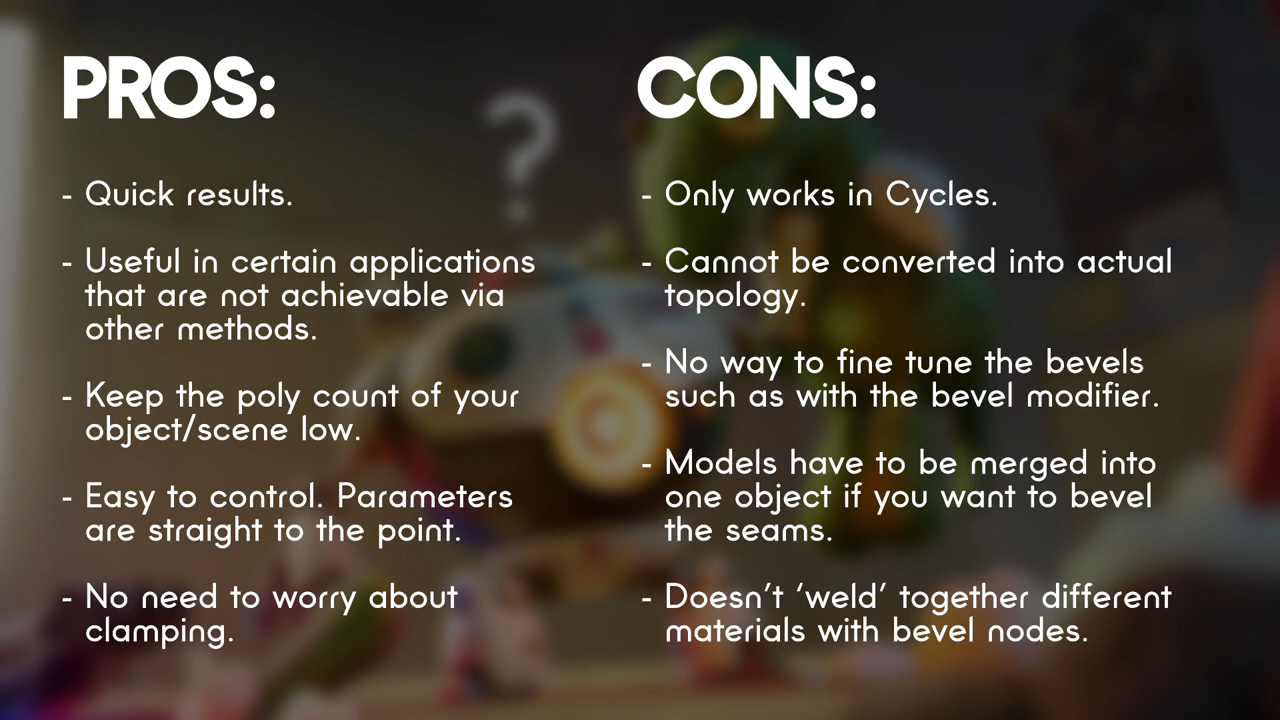 PROS:
- Quick results.
- Useful in certain applications
that are not achievable via
other methods.
- Keep the poly count of your
object/scene low.
- Easy to control. Parameters
are straight to the point.
- No need to worry about
clamping.
CONS:
- Only works in Cycles.
- Cannot be converted into actual
topology.
- No way to fine tune the bevels
such as with the bevel modifier.
- Models have to be merged into
one object if you want to bevel
the seams.
- Doesn’t ‘weld’ together different
materials with bevel nodes.
?